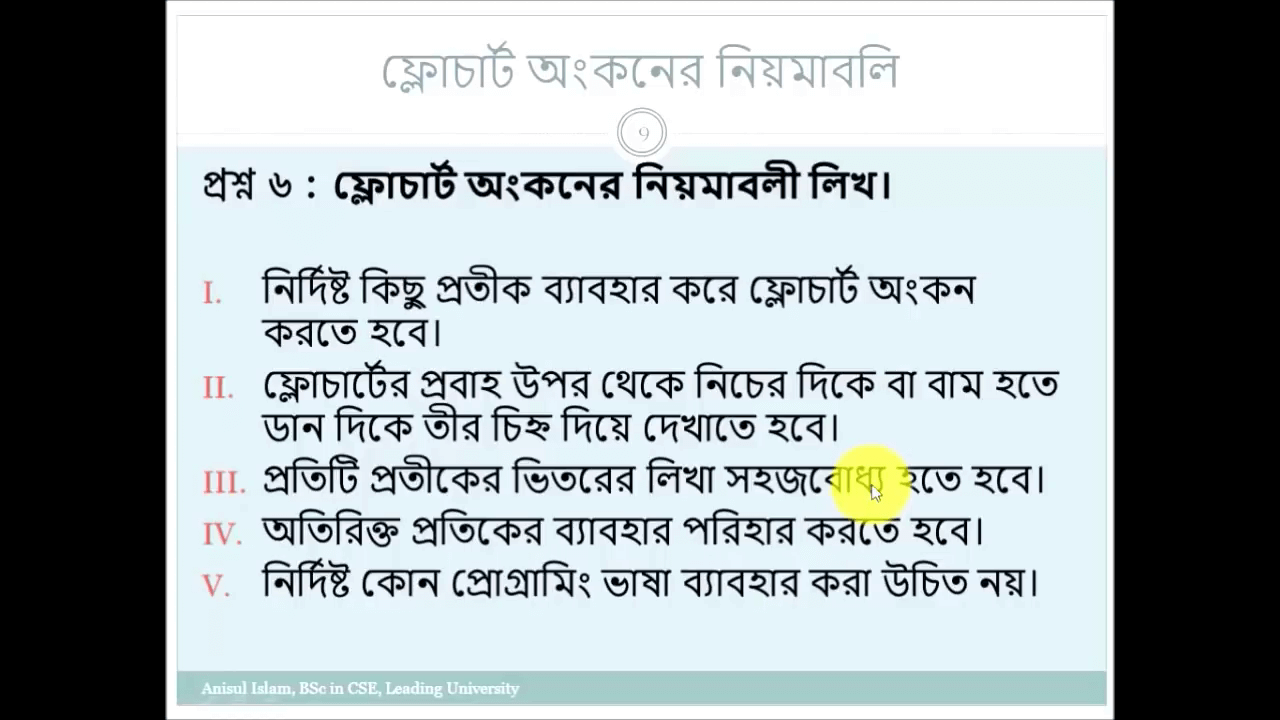 ফ্লোচার্ট অংকনের নিয়মাবলি
9
প্রশ্ন ৬ : ফ্লোচার্ট অংকনের নিয়মাবলী লিখ।
I. নির্দিষ্ট কিছু প্রতীক ব্যাবহার করে ফ্লোচার্ট অংকন
করতে হবে।
II. ফ্লোচার্টের প্রবাহ উপর থেকে নিচের দিকে বা বাম হতে
ডান দিকে তীর চিহ্ন দিয়ে দেখাতে হবে।
III. প্রতিটি প্রতীকের ভিতরের লিখা সহজবোধ্য হতে হবে।
IV. অতিরিক্ত প্রতিকের ব্যাবহার পরিহার করতে হবে।
V. নির্দিষ্ট কোন প্রোগ্রামিং ভাষা ব্যাবহার করা উচিত নয়।
Anisul Islam, BSc in CSE, Leading University